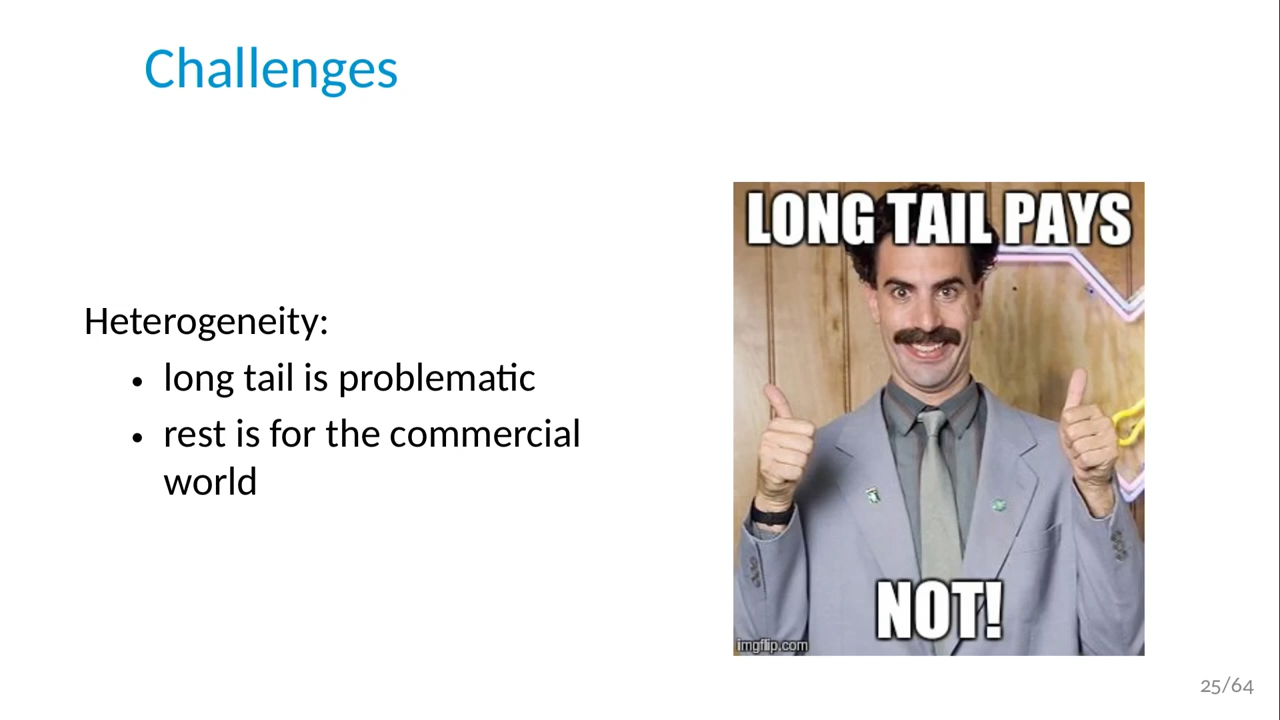 Challenges
Heterogeneity:
• long tail is problematic
• rest is for the commercial
world
LONG TAIL PAYS
NOT!
imgflip.com
25/64